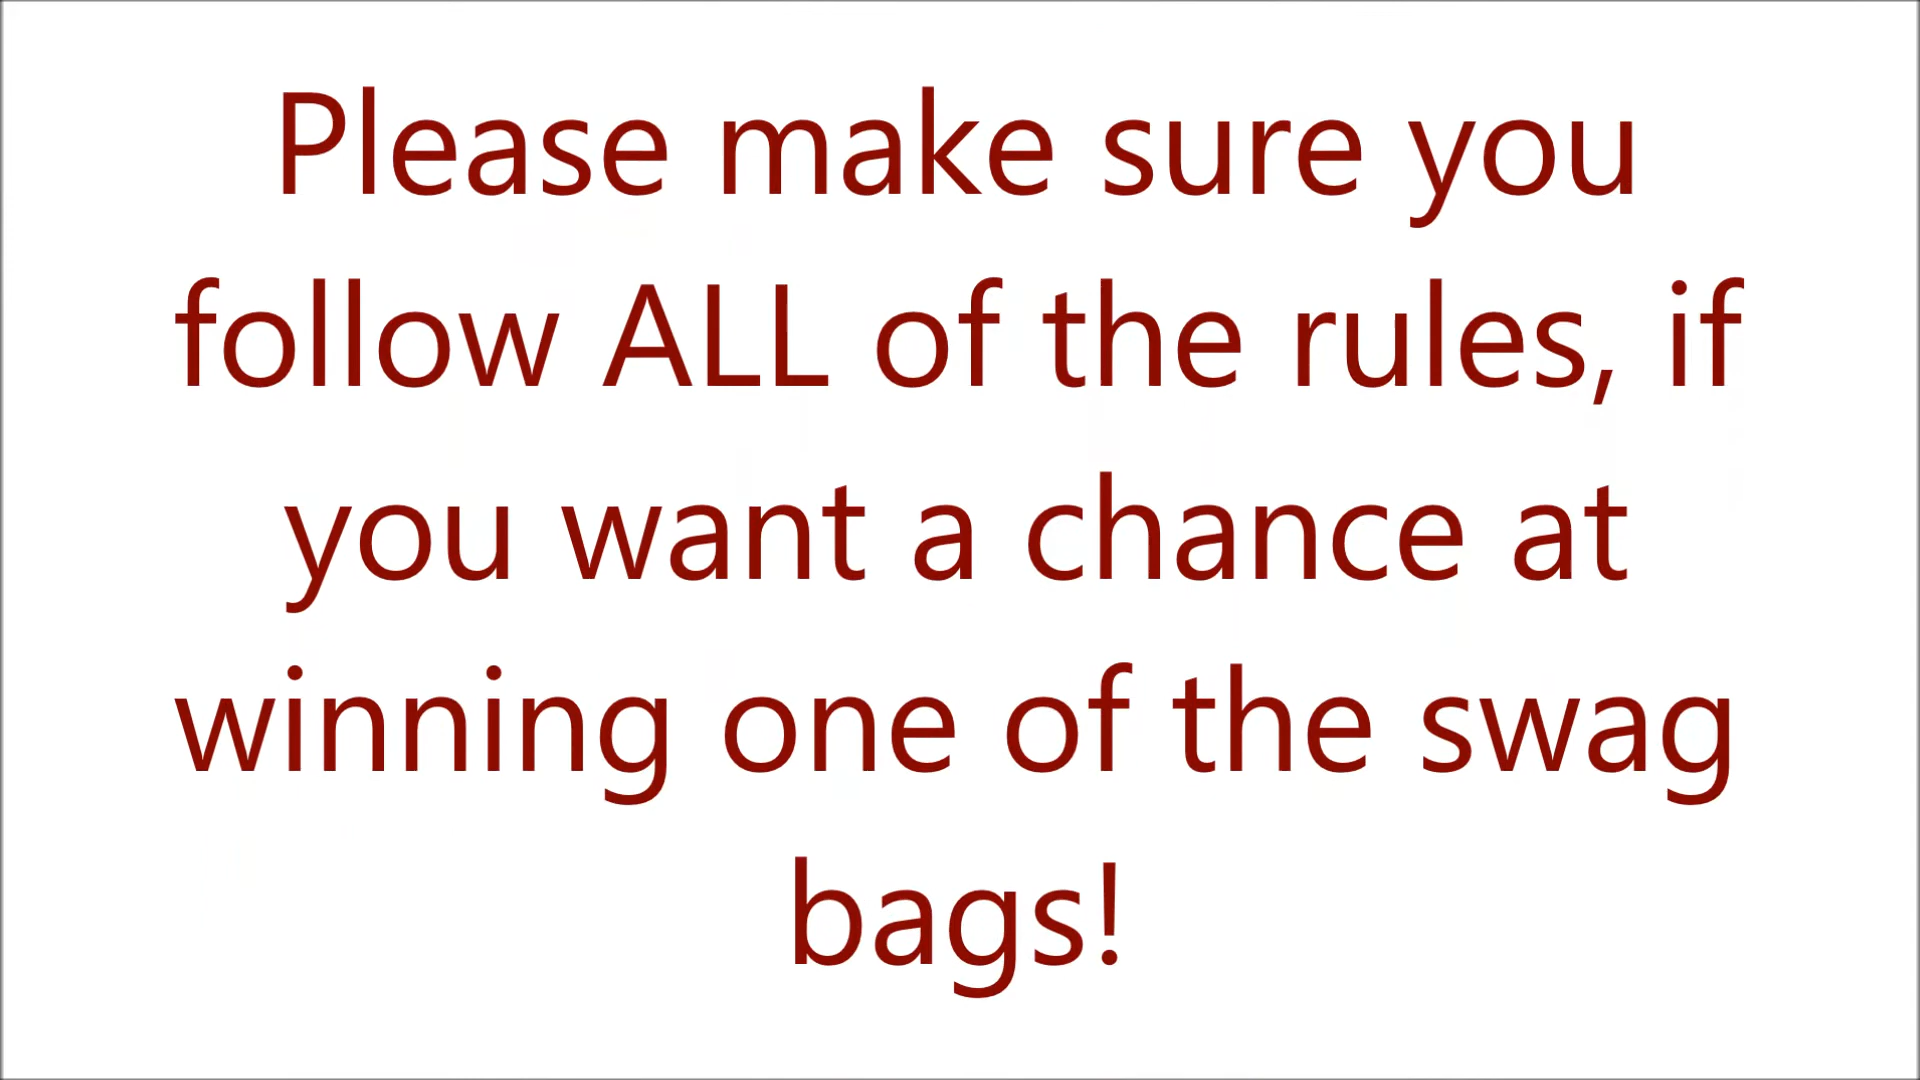 Please make sure you
follow ALL of the rules, if
you want a chance at
winning one of the swag
bags!